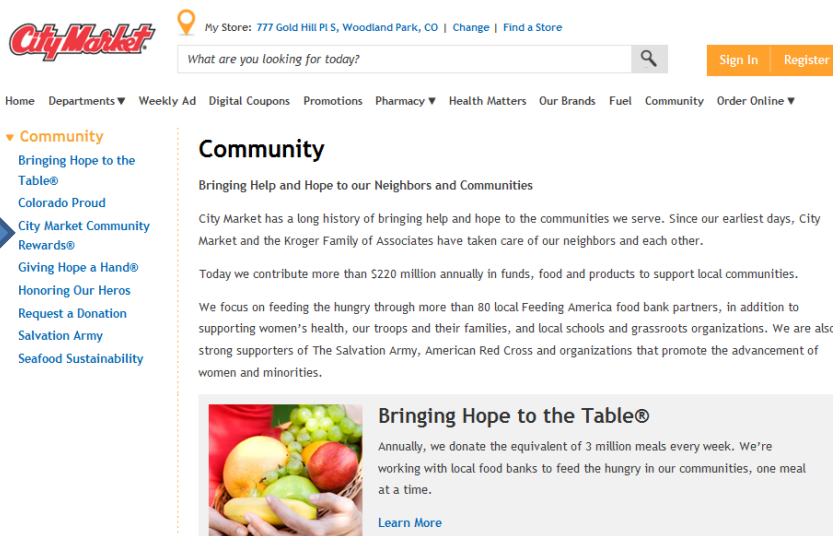 City Market.
My Store: 777 Gold Hill Pl S, Woodland Park, CO | Change | Find a Store
What are you looking for today?
Sign In
Register
Home Departments▼ Weekly Ad Digital Coupons Promotions Pharmacy ▼ Health Matters Our Brands Fuel Community Order Online ▼
Community
Bringing Hope to the
Table®
Colorado Proud
City Market Community
Rewards®
Giving Hope a Hand®
Honoring Our Heros
Request a Donation
Salvation Army
Seafood Sustainability
Community
Bringing Help and Hope to our Neighbors and Communities
City Market has a long history of bringing help and hope to the communities we serve. Since our earliest days, City
Market and the Kroger Family of Associates have taken care of our neighbors and each other.
Today we contribute more than $220 million annually in funds, food and products to support local communities.
We focus on feeding the hungry through more than 80 local Feeding America food bank partners, in addition to
supporting women's health, our troops and their families, and local schools and grassroots organizations. We are also
strong supporters of The Salvation Army, American Red Cross and organizations that promote the advancement of
women and minorities.
Bringing Hope to the Table®
Annually, we donate the equivalent of 3 million meals every week. We're
working with local food banks to feed the hungry in our communities, one meal
at a time.
Learn More